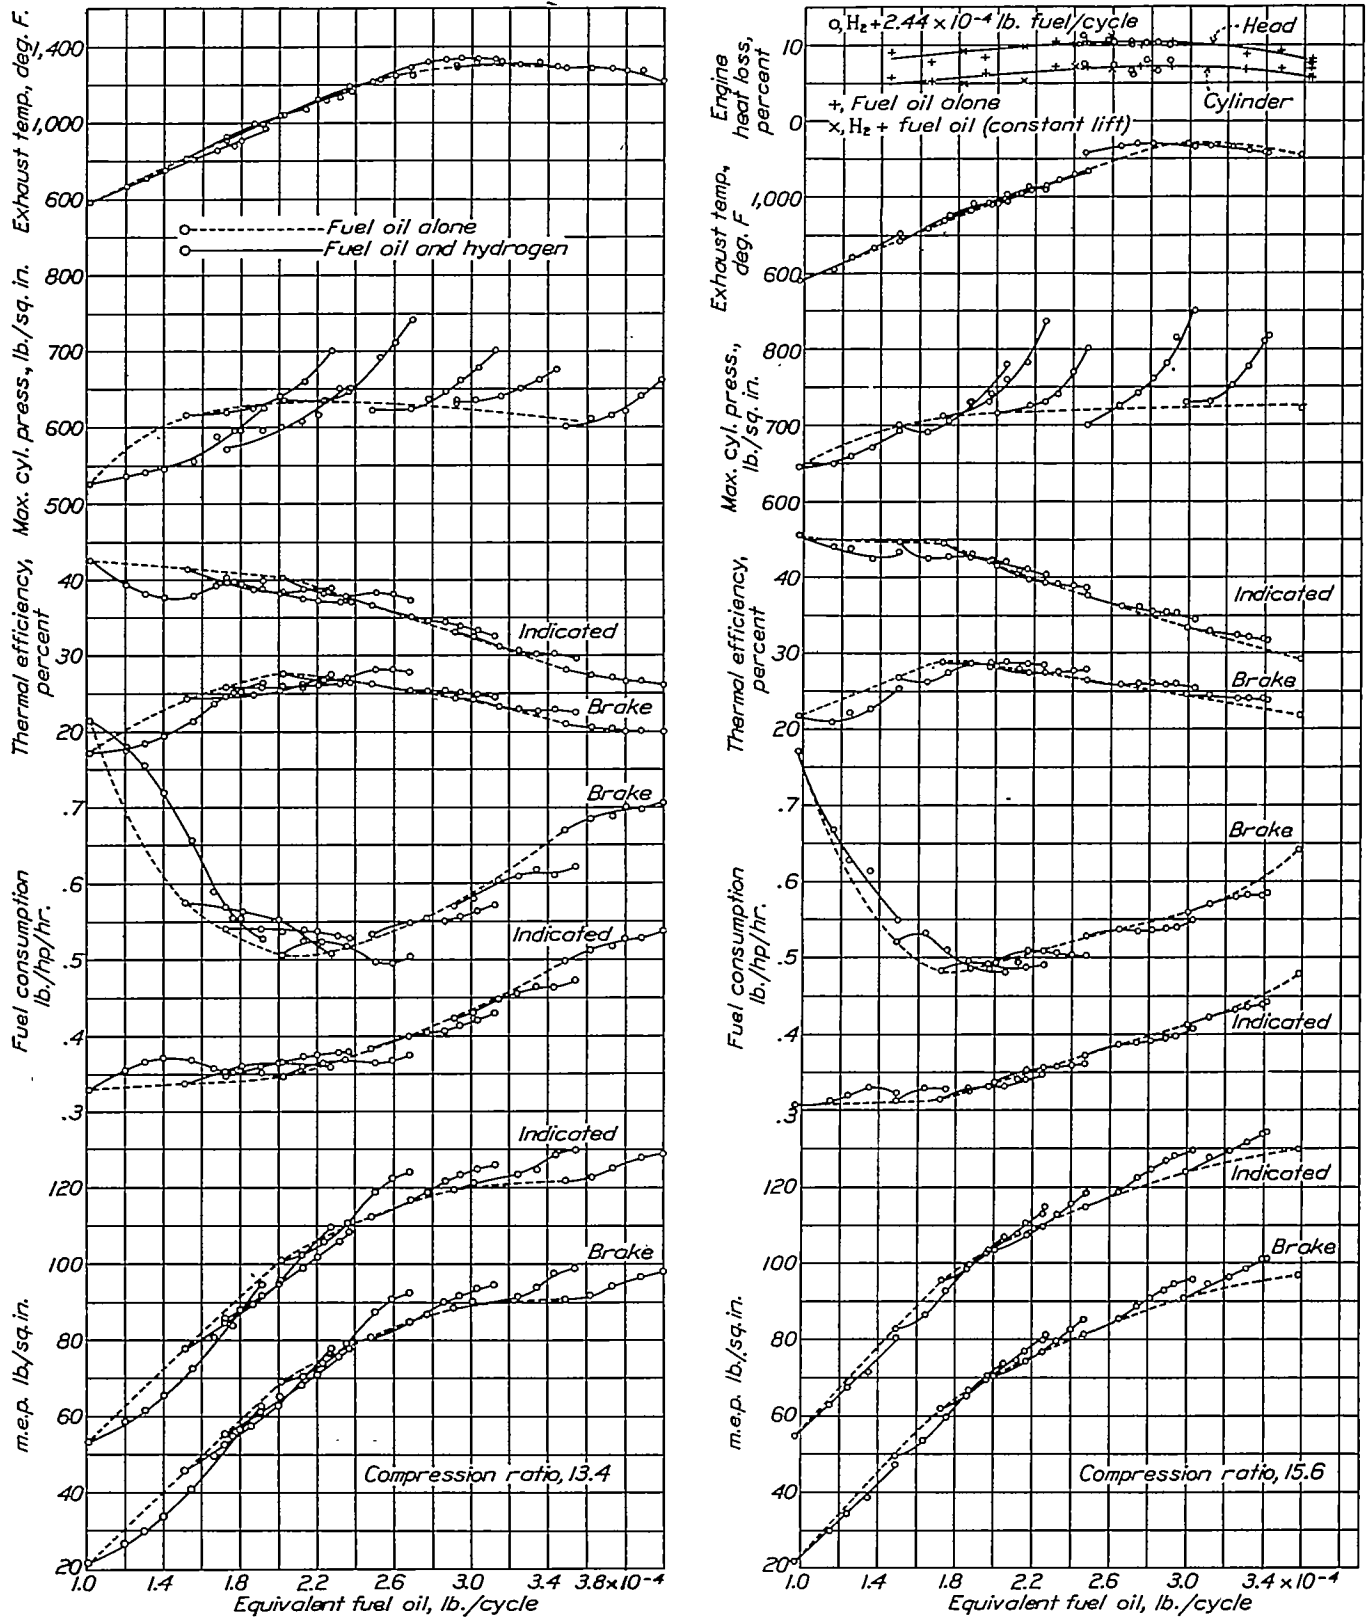 Exhaust temp., deg. F.
1,400
1,000
600
Fuel oil alone
Fuel oil and hydrogen
Max. cyl. press., lb./sq. in.
800
700
600
500
Thermal efficiency, percent
40
30
20
Indicated
Brake
Fuel consumption
lb./hp/hr.
.7
.6
.5
.4
.3
Brake
Indicated
m.e.p. lb./sq. in.
120
100
80
60
40
20
Indicated
Brake
Compression ratio, 13.4
1.0 1.4 1.8 2.2 2.6 3.0 3.4 3.8×10⁻⁴
Equivalent fuel oil, lb./cycle
Engine heat loss, percent
10
0
o, H₂+2.44×10⁻⁴ lb. fuel/cycle
Head
Cylinder
+, Fuel oil alone
×, H₂ + fuel oil (constant lift)
Exhaust temp., deg. F
1,000
600
Max. cyl. press., lb./sq. in.
800
700
600
Thermal efficiency, percent
40
30
20
Indicated
Brake
Fuel consumption
lb./hp/hr.
.7
.6
.5
.4
.3
Brake
Indicated
m.e.p. lb./sq. in.
120
100
80
60
40
20
Indicated
Brake
Compression ratio, 15.6
1.0 1.4 1.8 2.2 2.6 3.0 3.4×10⁻⁴
Equivalent fuel oil, lb./cycle